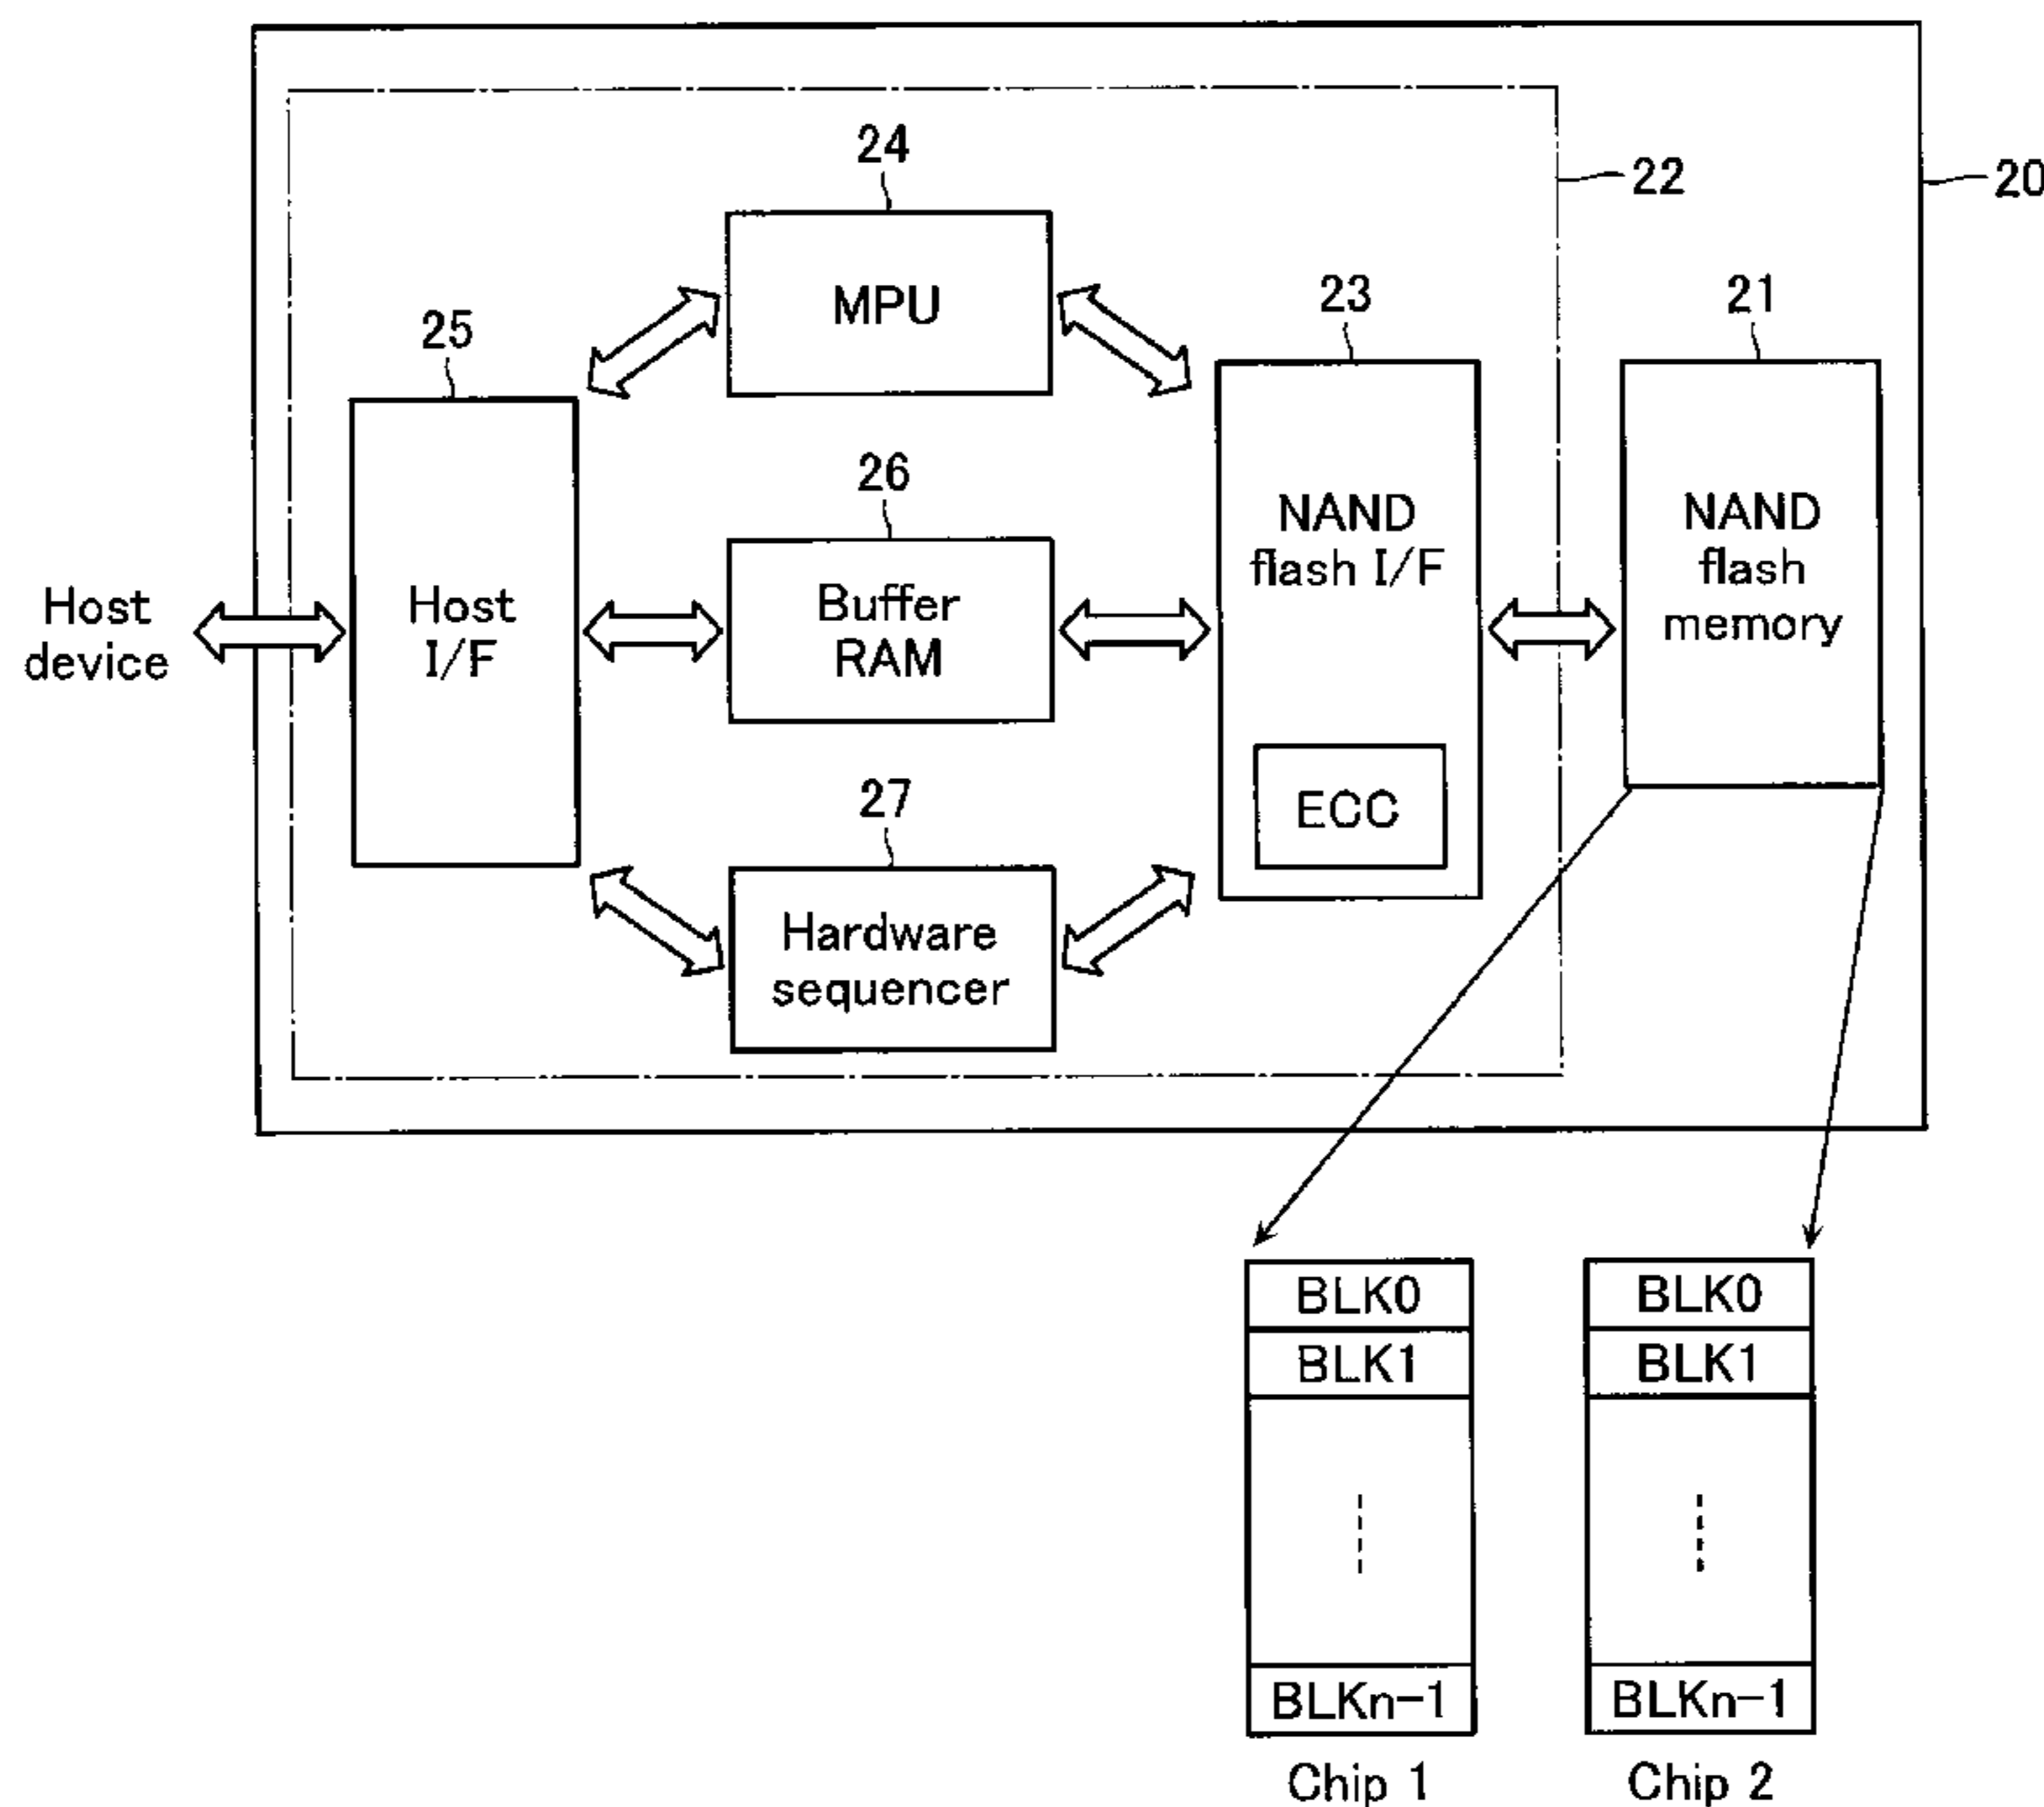 24
22
20
MPU
23
21
25
26
NAND
flash I/F
NAND
flash
memory
Host
device
Host
I/F
Buffer
RAM
27
ECC
Hardware
sequencer
BLK0
BLK0
BLK1
BLK1
BLKn-1
BLKn-1
Chip 1
Chip 2